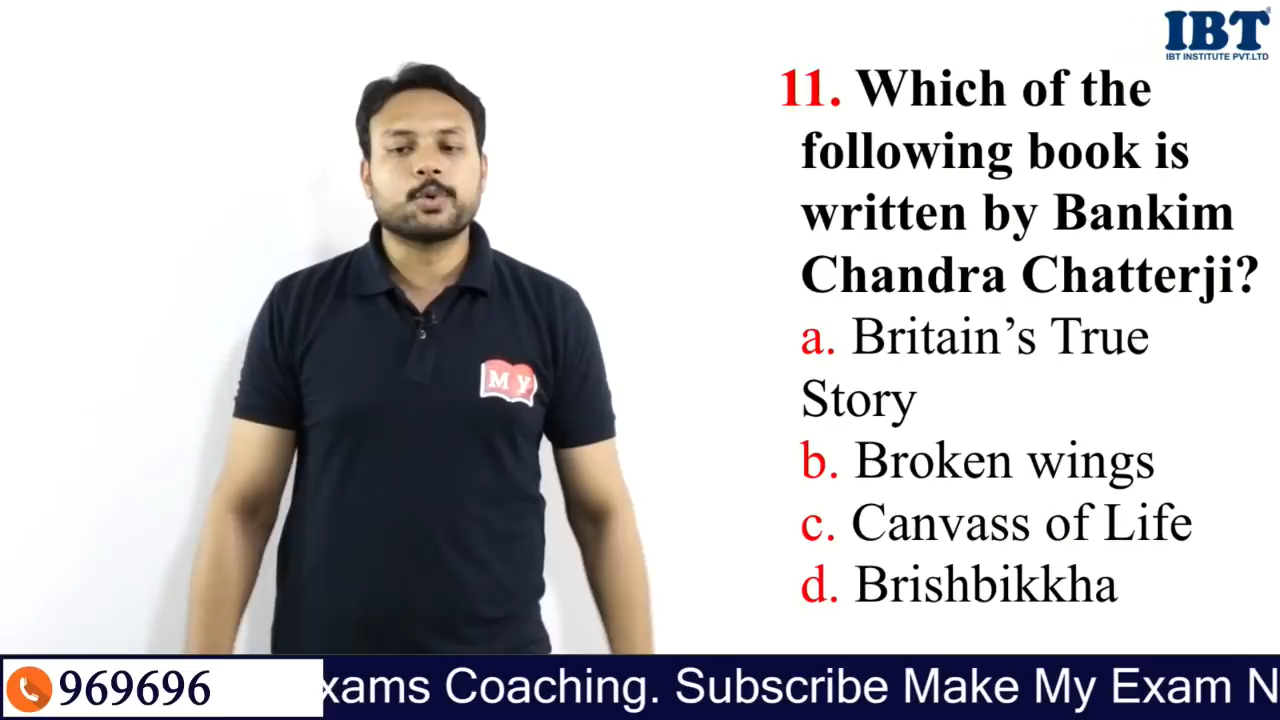 IBT
IBT INSTITUTE PVT.LTD
11. Which of the
following book is
written by Bankim
Chandra Chatterji?
a. Britain’s True
Story
b. Broken wings
c. Canvass of Life
d. Brishbikkha
M Y
969696
xams Coaching. Subscribe Make My Exam N